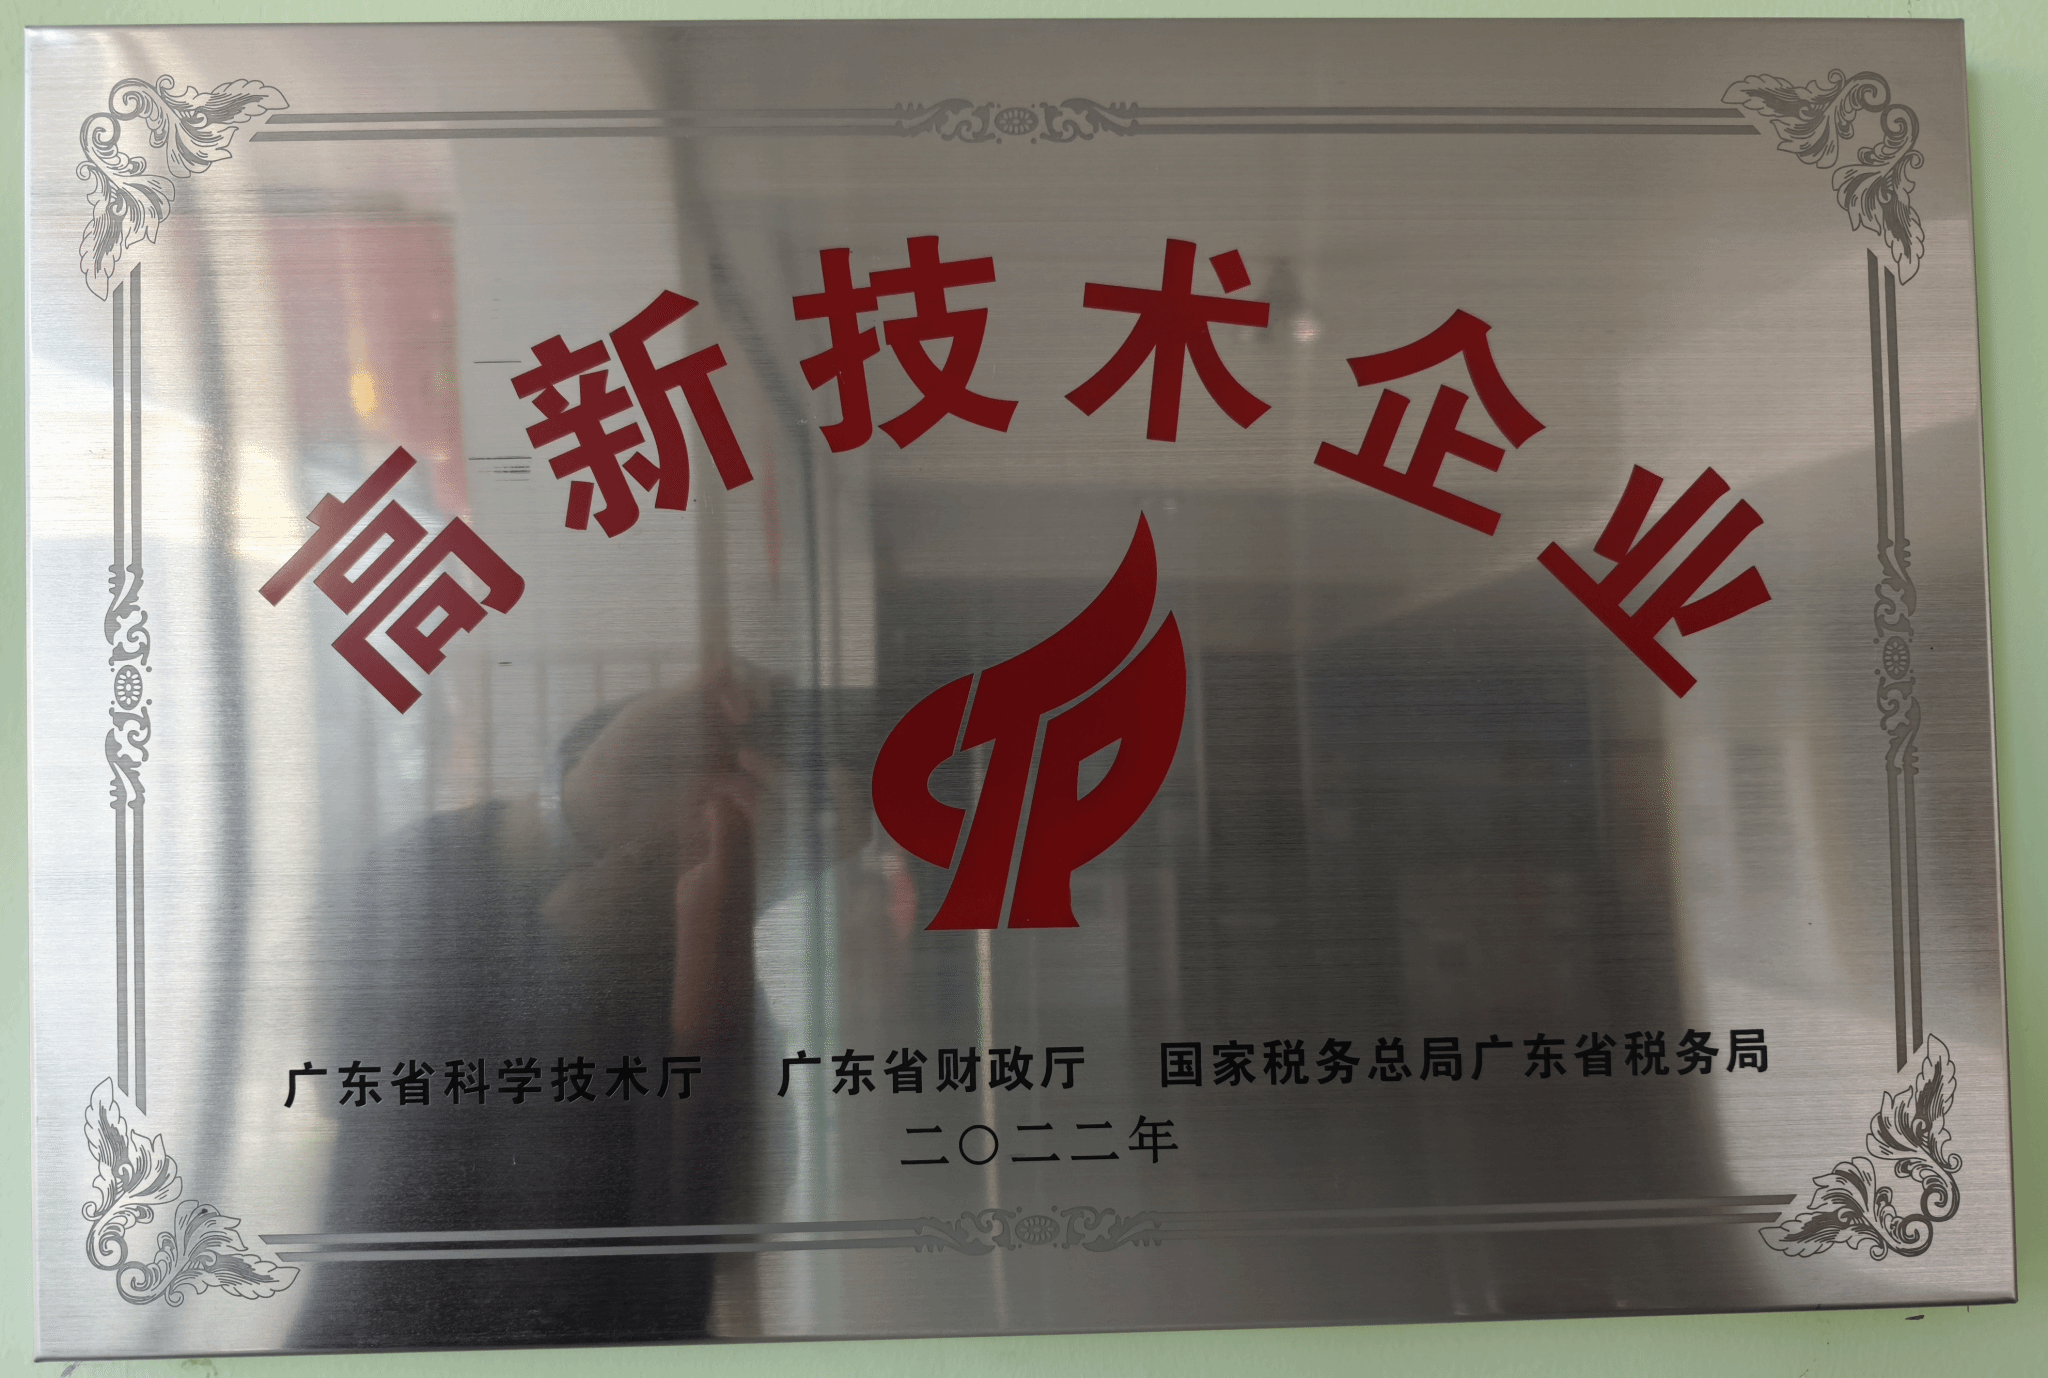 高新技术企业
广东省科学技术厅 广东省财政厅 国家税务总局广东省税务局
二〇二二年